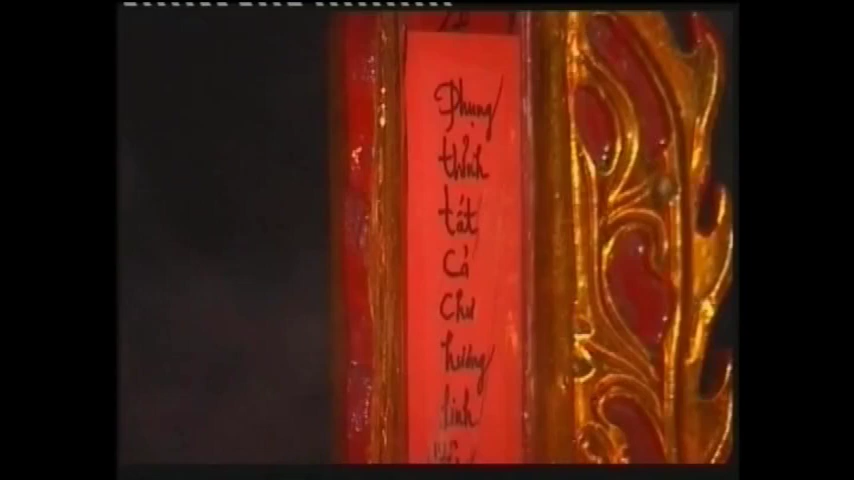 Phụng
thỉnh
tất
cả
chư
hương
linh